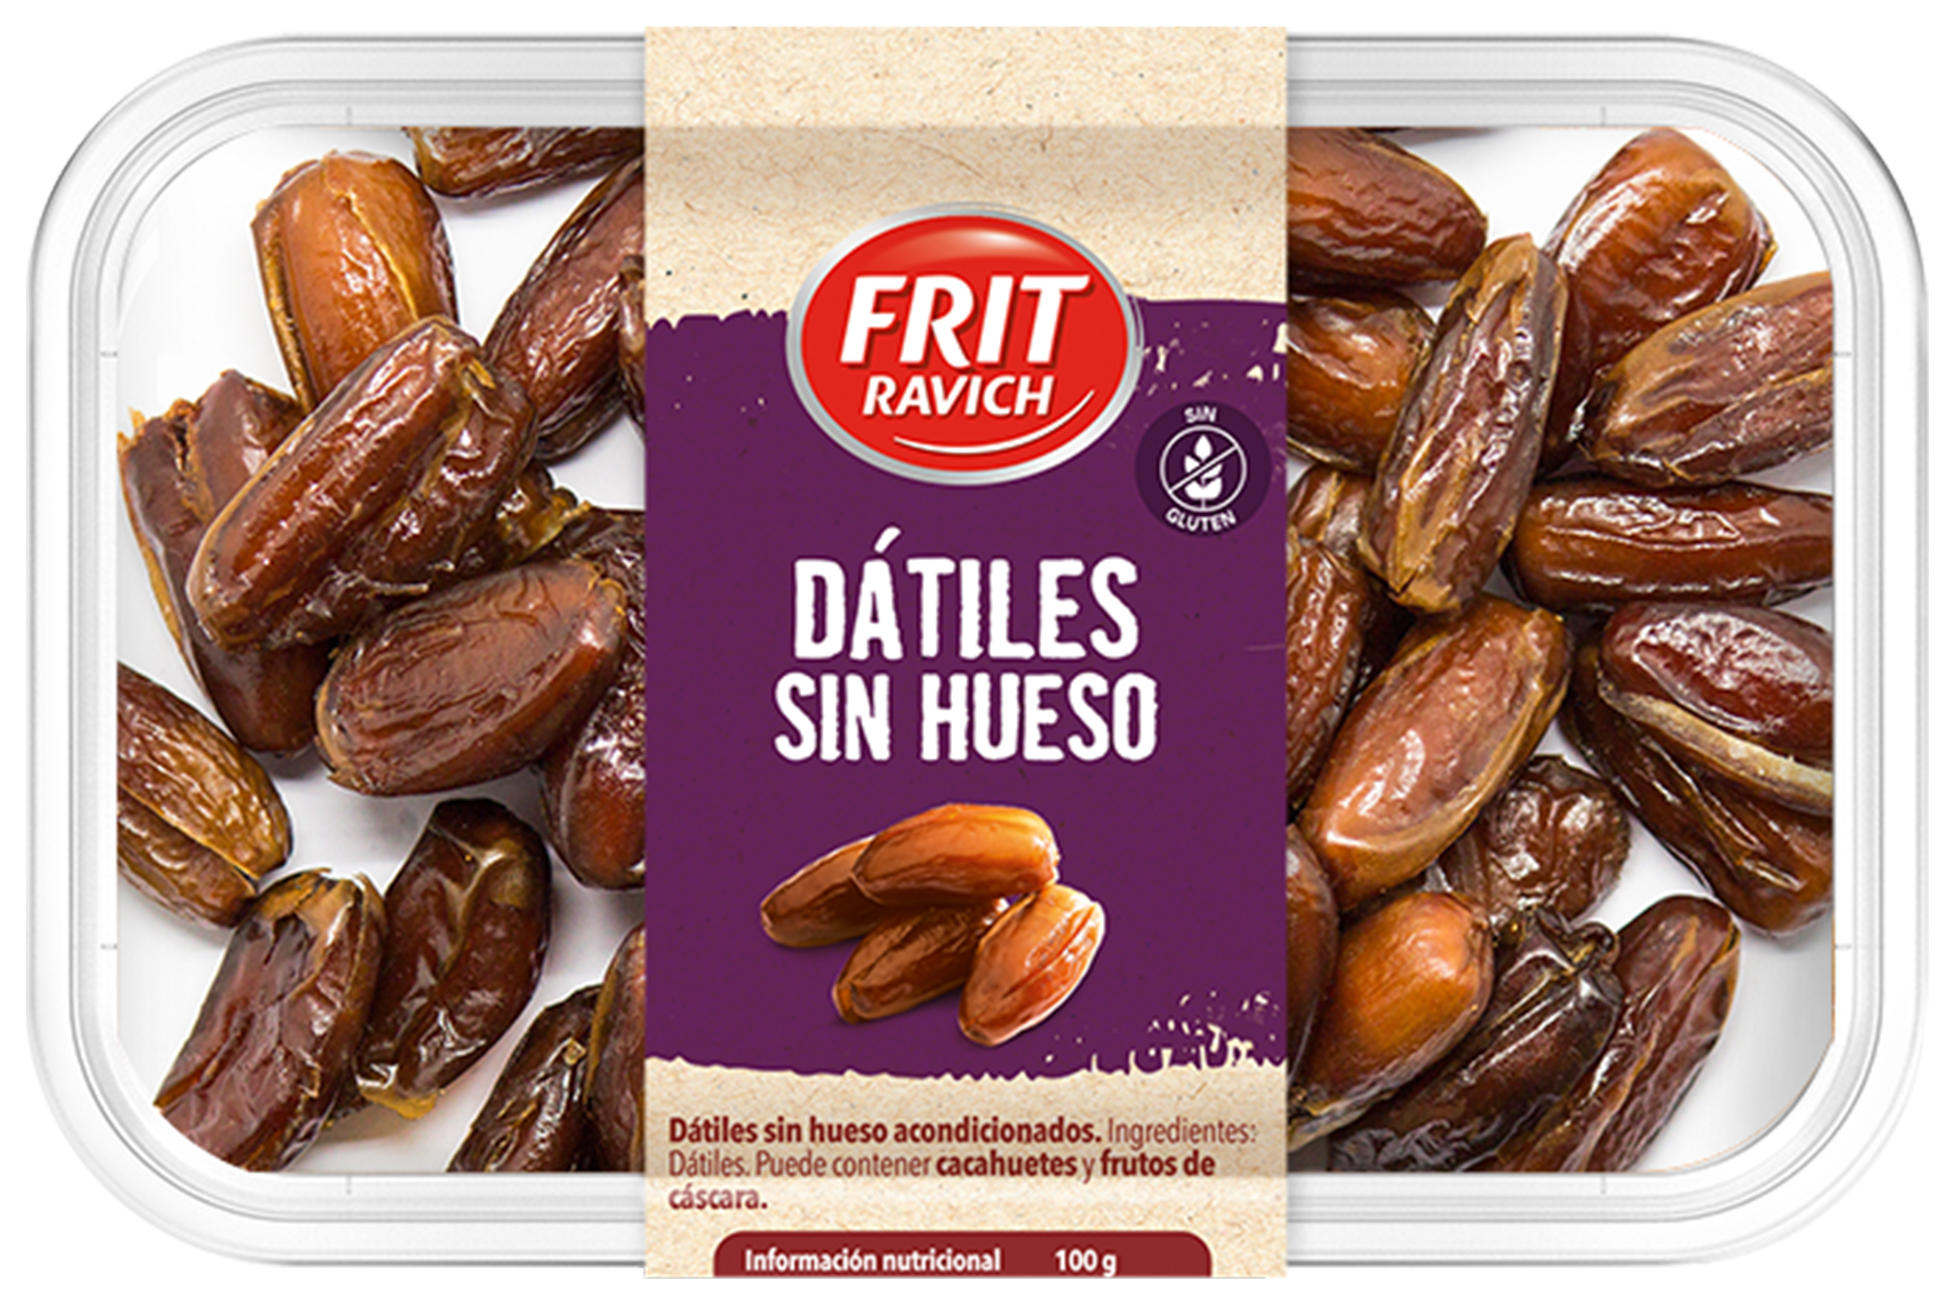 FRIT
RAVICH
SIN
GLUTEN
DÁTILES
SIN HUESO
Dátiles sin hueso acondicionados. Ingredientes:
Dátiles. Puede contener cacahuetes y frutos de
cáscara.
Información nutricional 100 g